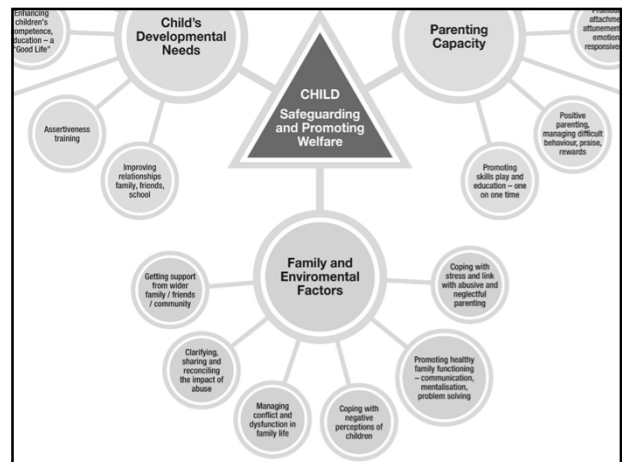 Enhancing
children's
competence,
education – a
"Good Life"
Child's
Developmental
Needs
Assertiveness
training
Improving
relationships
family, friends,
school
CHILD
Safeguarding
and Promoting
Welfare
Parenting
Capacity
attachment
attunement
emotion
responsive
Positive
parenting,
managing difficult
behaviour, praise,
rewards
Promoting
skills play and
education – one
on one time
Family and
Enviromental
Factors
Getting support
from wider
family / friends
/ community
Clarifying,
sharing and
reconciling
the impact of
abuse
Managing
conflict and
dysfunction in
family life
Coping with
negative
perceptions of
children
Promoting healthy
family functioning
– communication,
mentalisation,
problem solving
Coping with
stress and link
with abusive and
neglectful
parenting